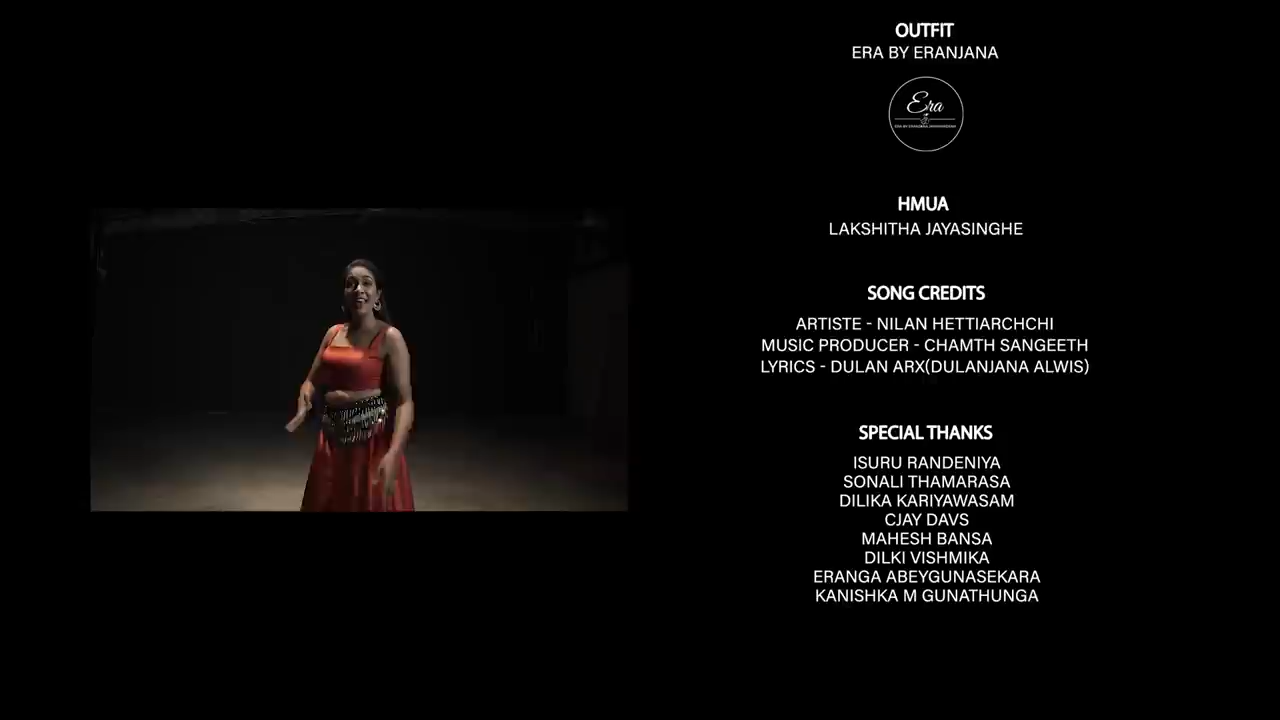 OUTFIT
ERA BY ERANJANA
Era
HMUA
LAKSHITHA JAYASINGHE
SONG CREDITS
ARTISTE - NILAN HETTIARCHCHI
MUSIC PRODUCER - CHAMTH SANGEETH
LYRICS - DULAN ARX(DULANJANA ALWIS)
SPECIAL THANKS
ISURU RANDENIYA
SONALI THAMARASA
DILIKA KARIYAWASAM
CJAY DAVS
MAHESH BANSA
DILKI VISHMIKA
ERANGA ABEYGUNASEKARA
KANISHKA M GUNATHUNGA